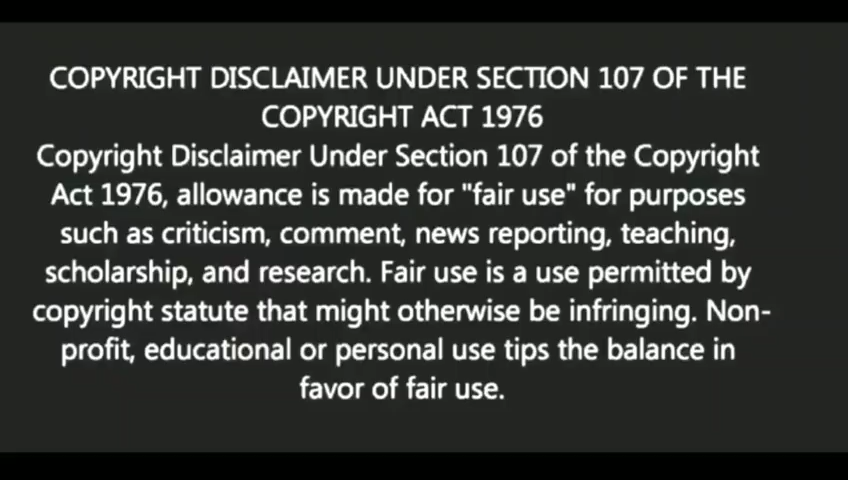 COPYRIGHT DISCLAIMER UNDER SECTION 107 OF THE
COPYRIGHT ACT 1976
Copyright Disclaimer Under Section 107 of the Copyright
Act 1976, allowance is made for "fair use" for purposes
such as criticism, comment, news reporting, teaching,
scholarship, and research. Fair use is a use permitted by
copyright statute that might otherwise be infringing. Non-
profit, educational or personal use tips the balance in
favor of fair use.